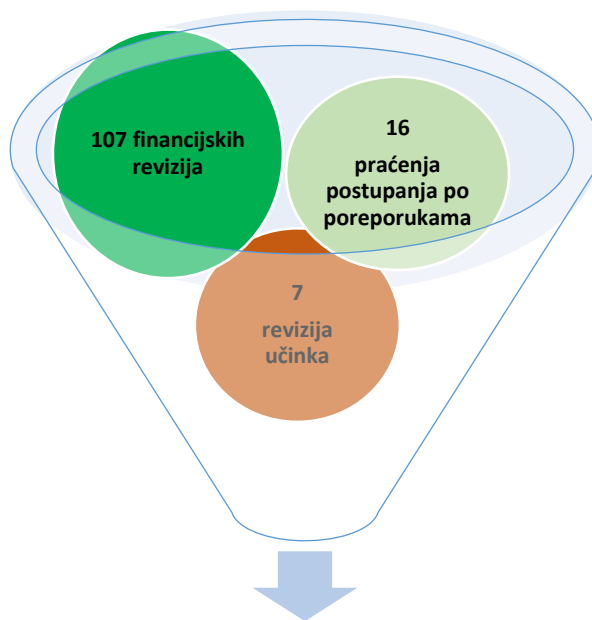 107 financijskih
revizija
16
praćenja
postupanja po
poreporukama
7
revizija
učinka